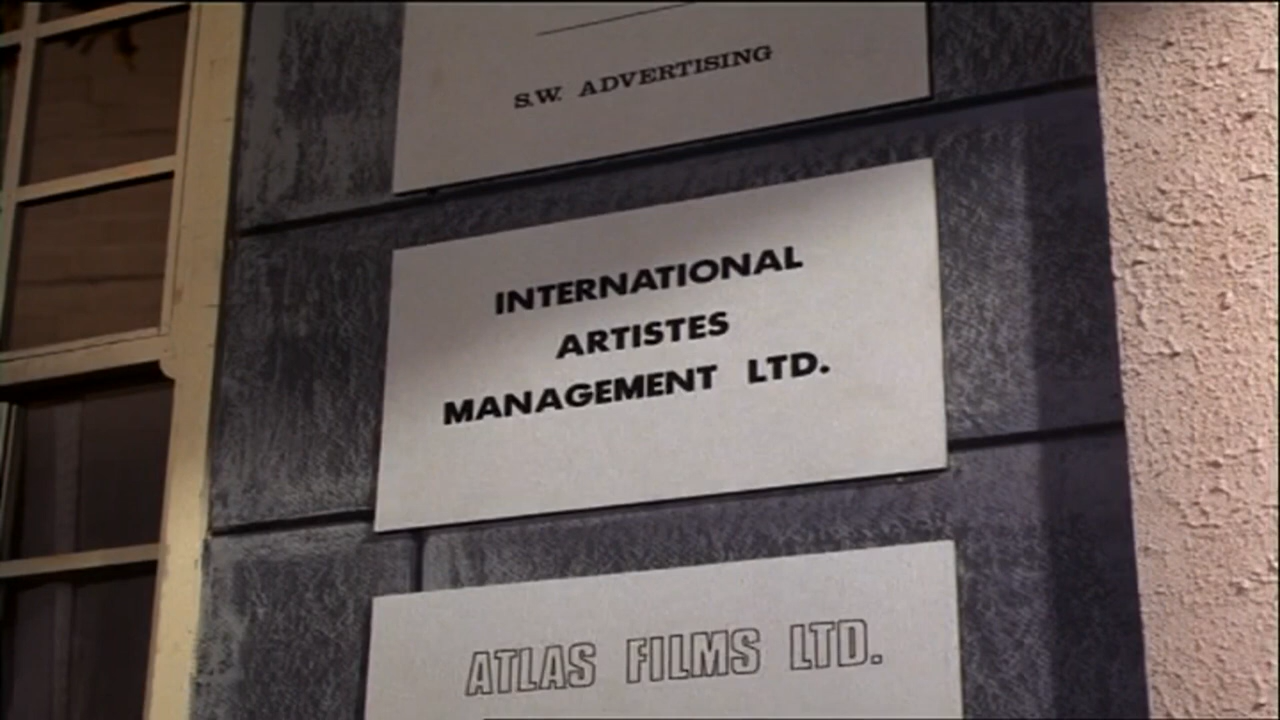 S.W. ADVERTISING
INTERNATIONAL
ARTISTES
MANAGEMENT LTD.
ATLAS FILMS LTD.